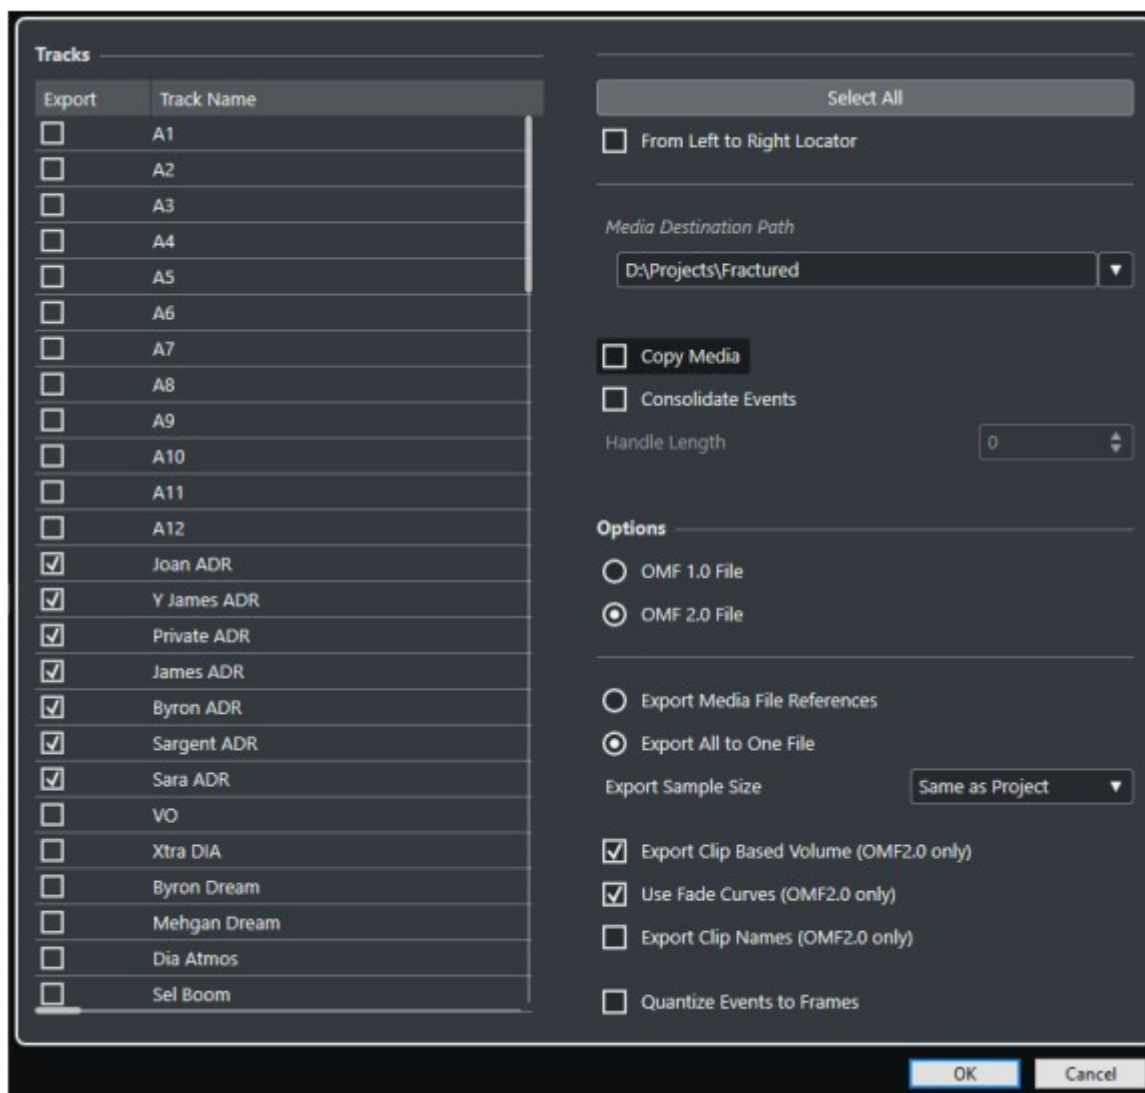 Tracks
Export Track Name
A1
A2
A3
A4
A5
A6
A7
A8
A9
A10
A11
A12
Joan ADR
Y James ADR
Private ADR
James ADR
Byron ADR
Sargent ADR
Sara ADR
VO
Xtra DIA
Byron Dream
Mehgan Dream
Dia Atmos
Sel Boom
Select All
From Left to Right Locator
Media Destination Path
D:\Projects\Fractured
Copy Media
Consolidate Events
Handle Length 0
Options
OMF 1.0 File
OMF 2.0 File
Export Media File References
Export All to One File
Export Sample Size Same as Project
Export Clip Based Volume (OMF2.0 only)
Use Fade Curves (OMF2.0 only)
Export Clip Names (OMF2.0 only)
Quantize Events to Frames
OK Cancel